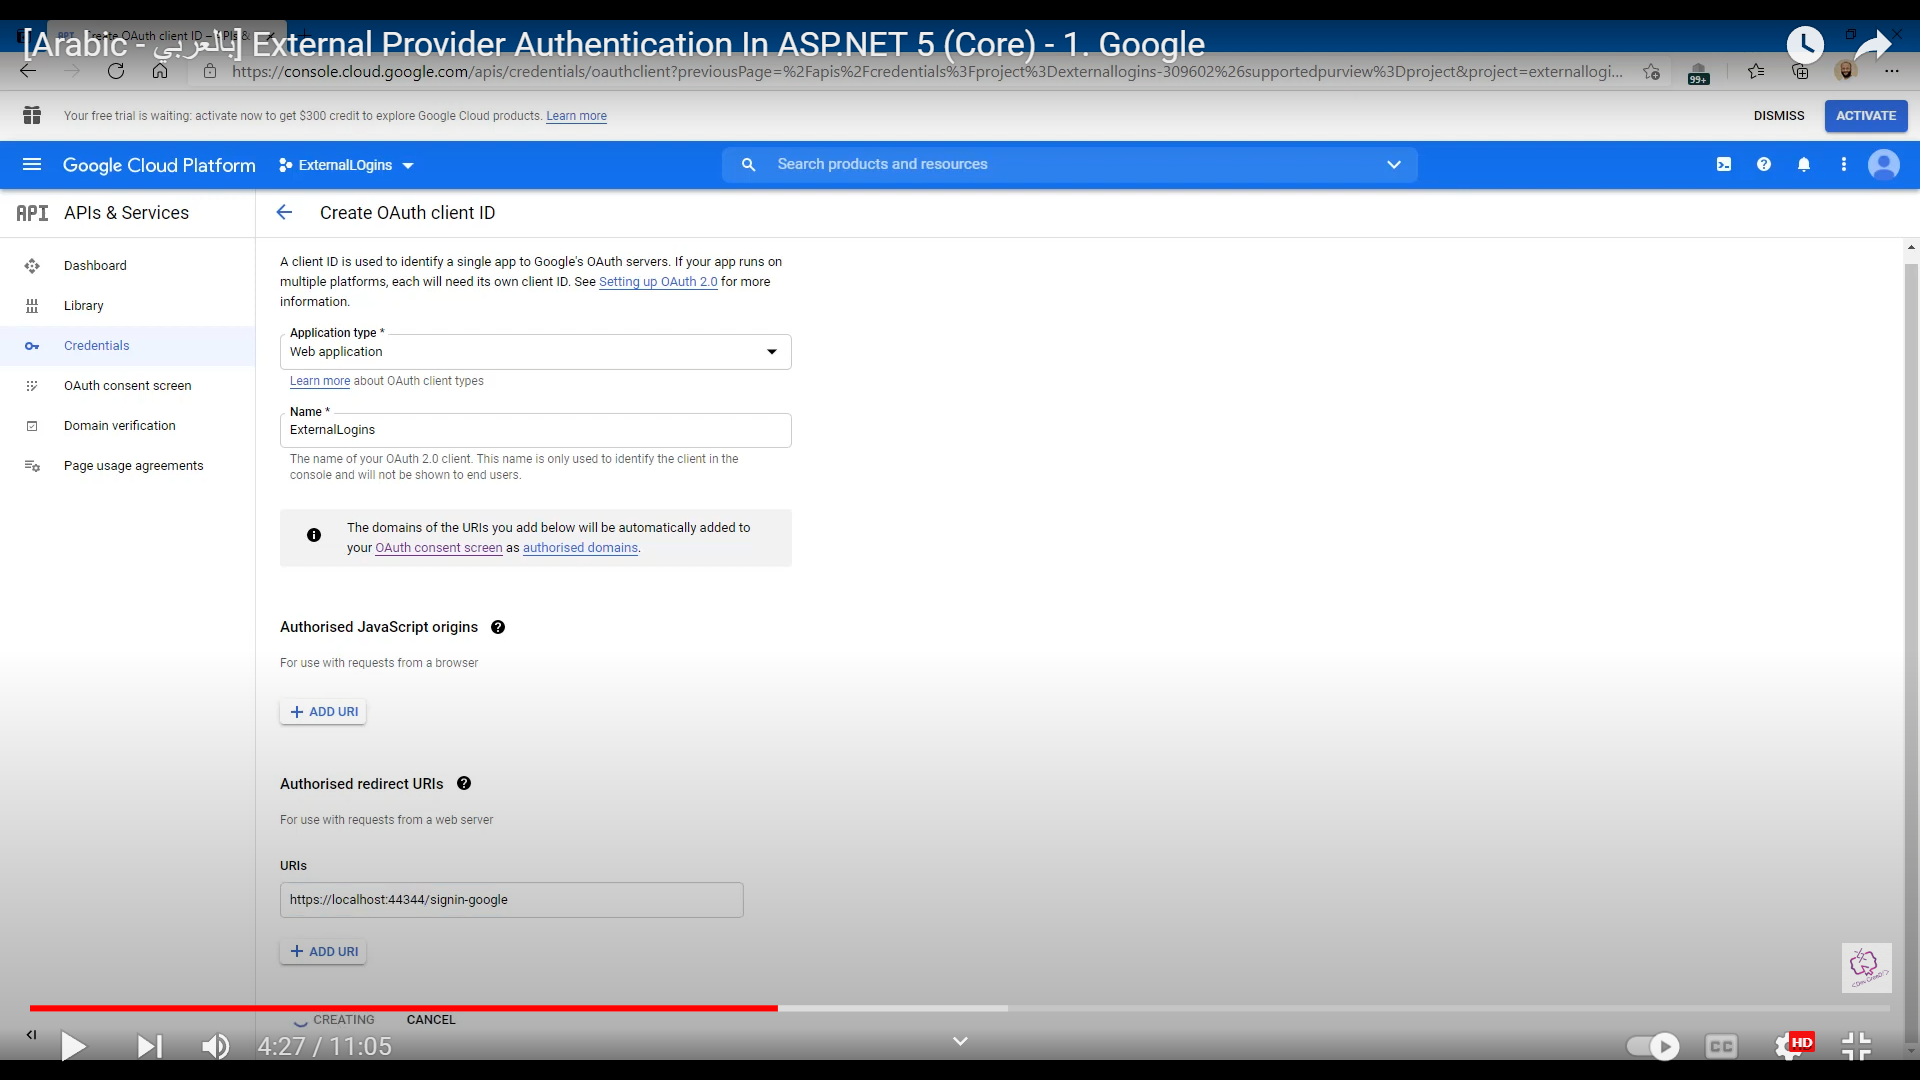 [Arabic - بالعربي] External Provider Authentication In ASP.NET 5 (Core) - 1. Google
https://console.cloud.google.com/apis/credentials/oauthclient?previousPage=%2Fapis%2Fcredentials%3Fproject%3Dexternallogins-309602%26supportedpurview%3Dproject&project=externallogi...
99+
Your free trial is waiting: activate now to get $300 credit to explore Google Cloud products. Learn more
DISMISS
ACTIVATE
Google Cloud Platform
ExternalLOgins
Search products and resources
API APIs & Services
Create OAuth client ID
Dashboard
Library
Credentials
OAuth consent screen
Domain verification
Page usage agreements
A client ID is used to identify a single app to Google's OAuth servers. If your app runs on
multiple platforms, each will need its own client ID. See Setting up OAuth 2.0 for more
information.
Application type *
Web application
Learn more about OAuth client types
Name *
ExternalLogins
The name of your OAuth 2.0 client. This name is only used to identify the client in the
console and will not be shown to end users.
The domains of the URIs you add below will be automatically added to
your OAuth consent screen as authorised domains.
Authorised JavaScript origins
For use with requests from a browser
ADD URI
Authorised redirect URIs
For use with requests from a web server
URIs
https://localhost:44344/signin-google
ADD URI
CREATING
CANCEL
4:27 / 11:05
CC
HD